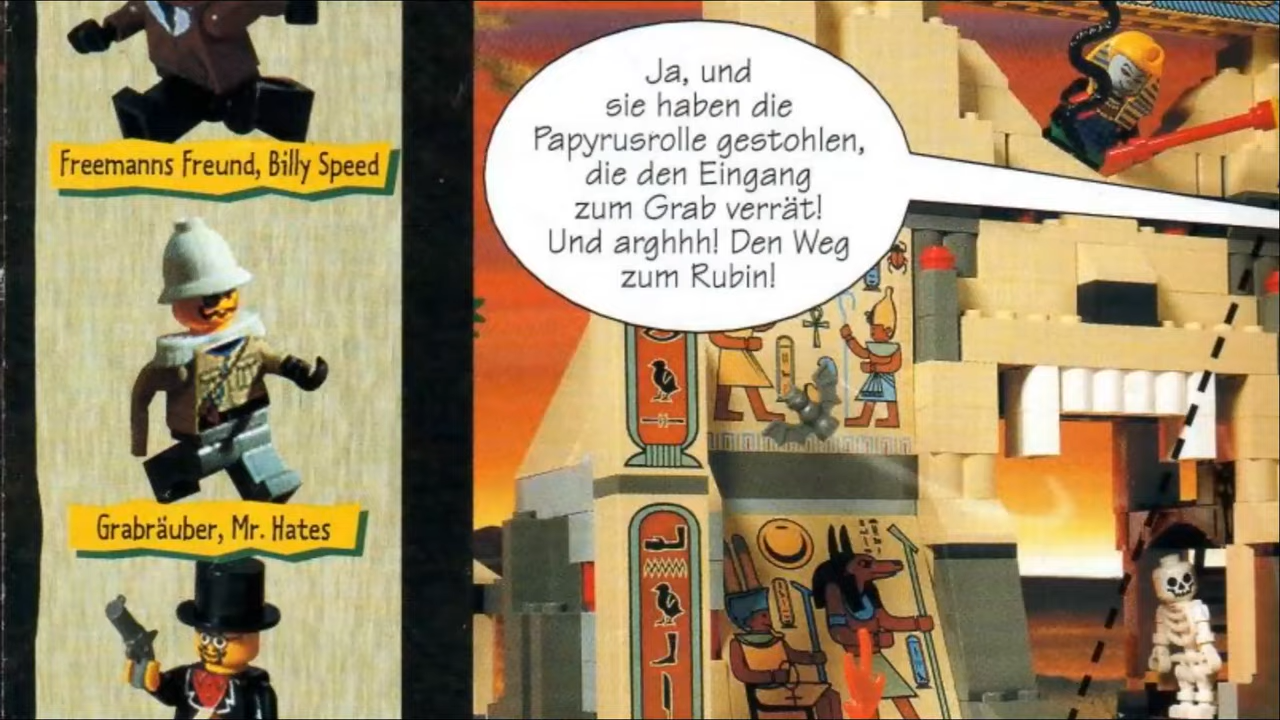 Freemanns Freund, Billy Speed
Grabräuber, Mr. Hates
Ja, und
sie haben die
Papyrusrolle gestohlen,
die den Eingang
zum Grab verrät!
Und arghhh! Den Weg
zum Rubin!